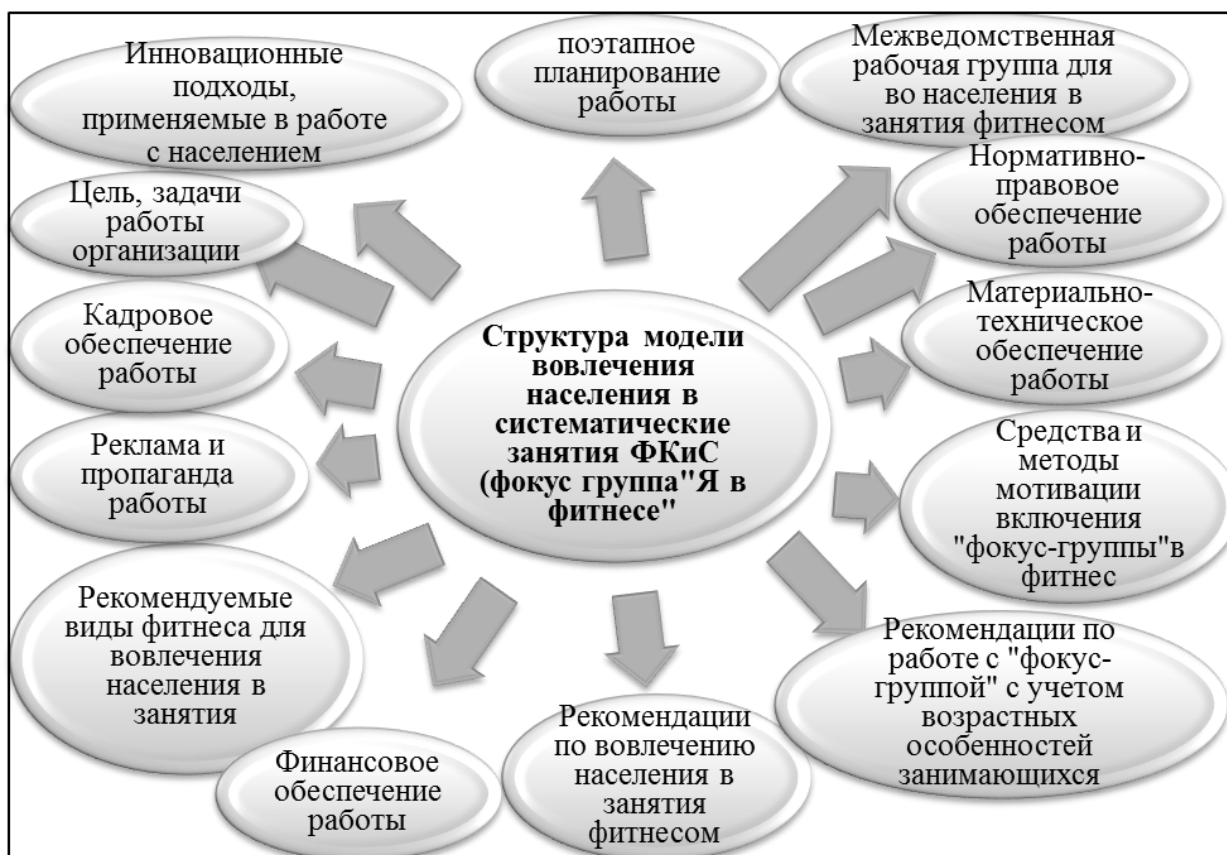 Инновационные
подходы,
применяемые в работе
с населением
поэтапное
планирование
работы
Межведомственная
рабочая группа для
во населения в
занятия фитнесом
Нормативно-
правовое
обеспечение
работы
Цель, задачи
работы
организации
Кадровое
обеспечение
работы
Структура модели
вовлечения
населения в
систематические
занятия ФКиС
(фокус группа"Я в
фитнесе"
Материально-
техническое
обеспечение
работы
Реклама и
пропаганда
работы
Средства и
методы
мотивации
включения
"фокус-группы"в
фитнес
Рекомендуемые
виды фитнеса для
вовлечения
населения в
занятия
Финансовое
обеспечение
работы
Рекомендации
по вовлечению
населения в
занятия
фитнесом
Рекомендации по
работе с "фокус-
группой" с учетом
возрастных
особенностей
занимающихся